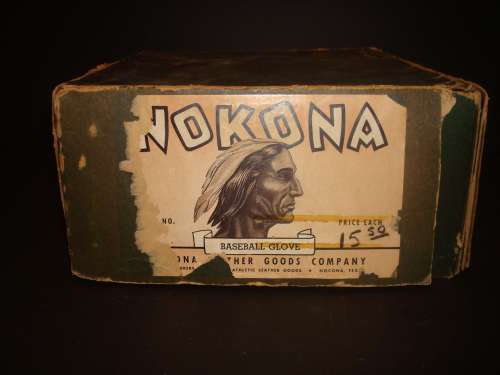 NOKONA
NO.
PRICE EACH
15 50
BASEBALL GLOVE
ONA THER GOODS COMPANY
ATHLETIC LEATHER GOODS • NOCONA, TEX